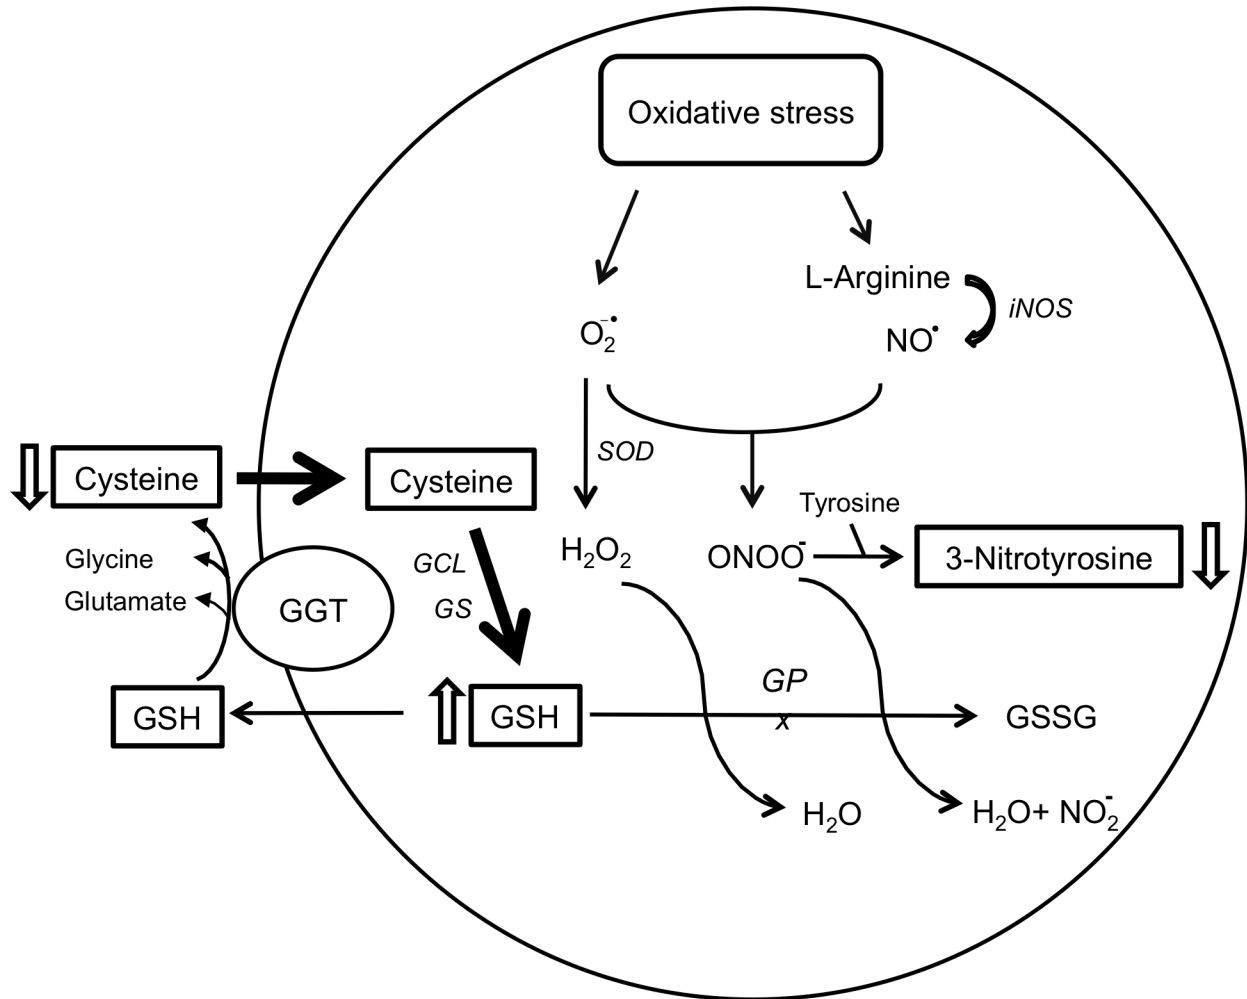 Oxidative stress
L-Arginine
iNOS
O₂⁻•
NO•
SOD
Cysteine
Cysteine
Tyrosine
Glycine
GCL
H₂O₂
ONOO⁻
3-Nitrotyrosine
Glutamate
GGT
GS
GP
x
GSH
GSH
GSSG
H₂O
H₂O+ NO₂⁻